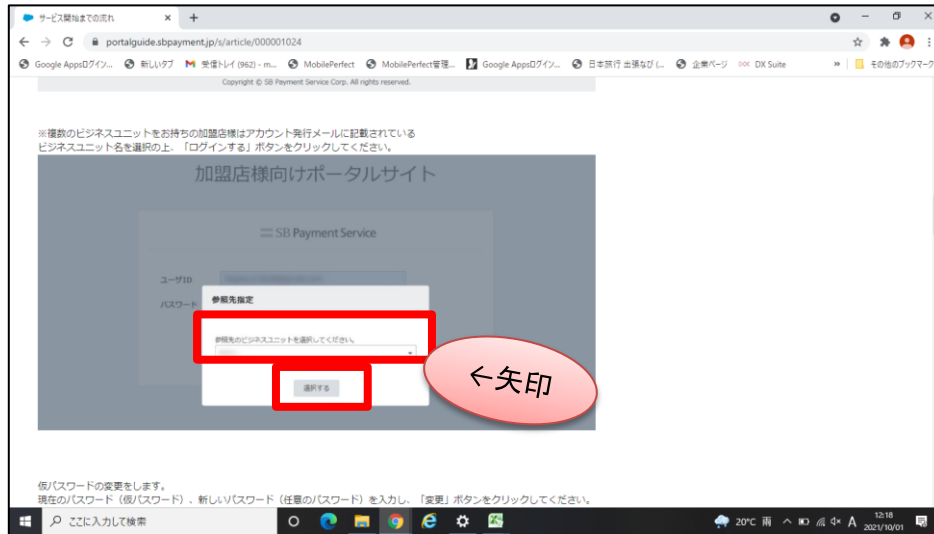 サービス開始までの流れ
portalguide.sbpayment.jp/s/article/000001024
Google Appsログイン... 新しいタブ 受信トレイ (962) - m... MobilePerfect MobilePerfect管理... Google Appsログイン... 日本旅行 出張なび (... 企業ページ DX Suite » その他のブックマーク
Copyright © SB Payment Service Corp. All rights reserved.
※複数のビジネスユニットをお持ちの加盟店様はアカウント発行メールに記載されている
ビジネスユニット名を選択の上、「ログインする」ボタンをクリックしてください。
加盟店様向けポータルサイト
SB Payment Service
ユーザID
パスワード
参照先指定
参照先のビジネスユニットを選択してください。
選択する
←矢印
仮パスワードの変更をします。
現在のパスワード（仮パスワード）、新しいパスワード（任意のパスワード）を入力し、「変更」ボタンをクリックしてください。
ここに入力して検索
20°C 雨 A 12:18
2021/10/01